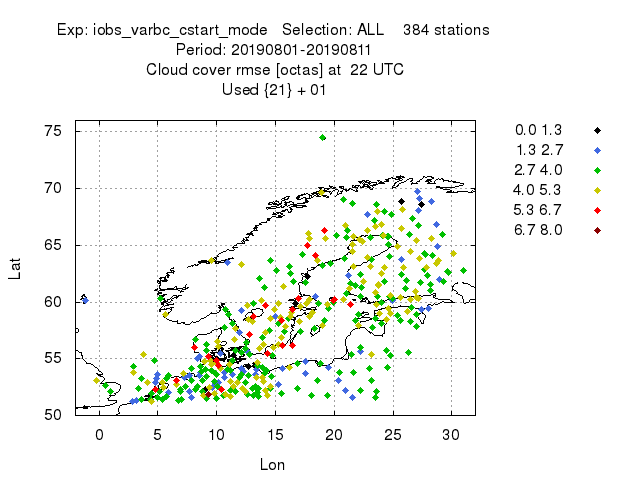 Exp: iobs_varbc_cstart_mode Selection: ALL 384 stations
Period: 20190801-20190811
Cloud cover rmse [octas] at 22 UTC
Used {21} + 01
75
70
65
60
55
50
Lat
0 5 10 15 20 25 30
Lon
0.0 1.3
1.3 2.7
2.7 4.0
4.0 5.3
5.3 6.7
6.7 8.0